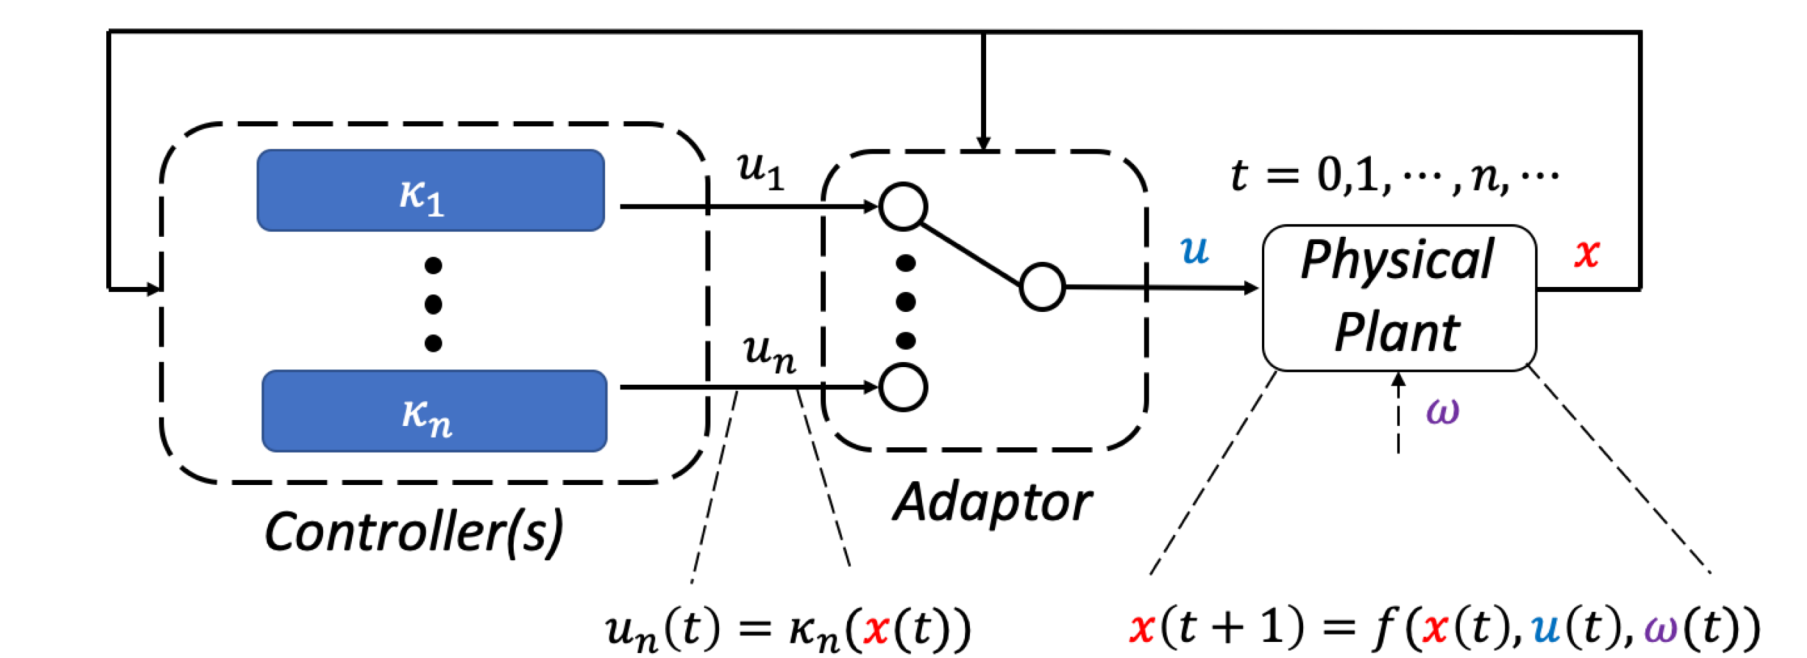 κ₁
κₙ
Controller(s)
u₁
uₙ
uₙ(t) = κₙ(x(t))
Adaptor
u
t = 0,1, ⋯ , n, ⋯
Physical
Plant
x
ω
x(t + 1) = f(x(t), u(t), ω(t))